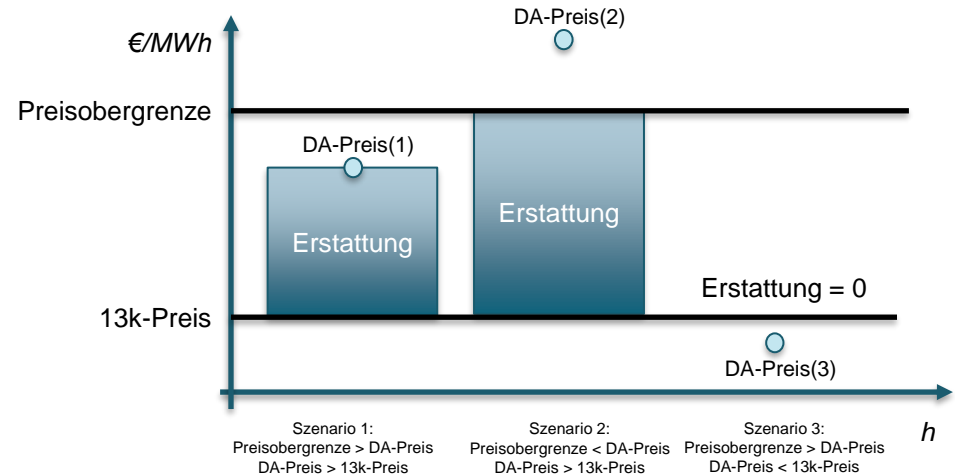 DA-Preis(2)
€/MWh
Preisobergrenze
DA-Preis(1)
Erstattung
Erstattung
Erstattung = 0
13k-Preis
DA-Preis(3)
h
Szenario 1:
Preisobergrenze > DA-Preis
DA-Preis > 13k-Preis
Szenario 2:
Preisobergrenze < DA-Preis
DA-Preis > 13k-Preis
Szenario 3:
Preisobergrenze > DA-Preis
DA-Preis < 13k-Preis